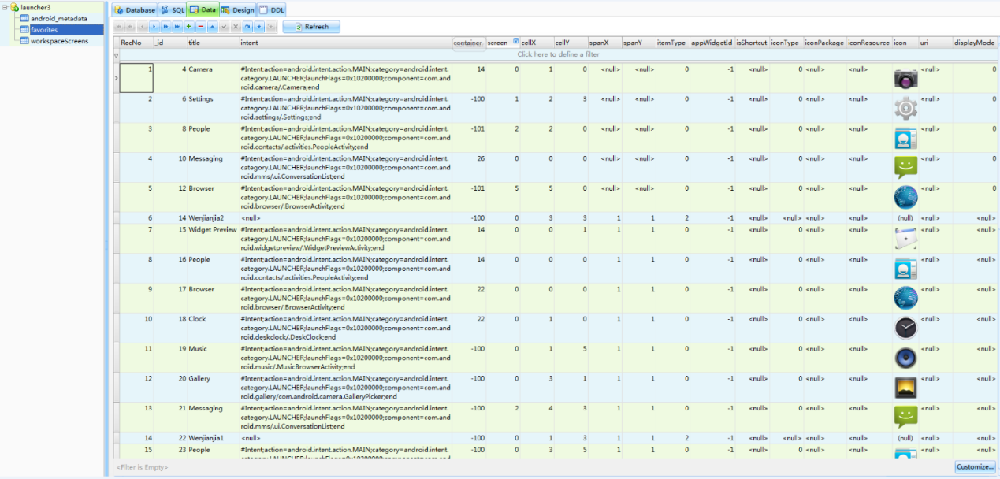 launcher3
android_metadata
favorites
workspaceScreens
Database SQL Data Design DDL
Refresh
RecNo _id title intent container screen cellX cellY spanX spanY itemType appWidgetId isShortcut iconType iconPackage iconResource icon uri displayMode
Click here to define a filter
1 4 Camera #Intent;action=android.intent.action.MAIN;category=android.intent. 14 0 1 0 <null> <null> 0 -1 <null> 0 <null> <null> <null> 0
category.LAUNCHER;launchFlags=0x10200000;component=com.and
roid.camera/.Camera;end
2 6 Settings #Intent;action=android.intent.action.MAIN;category=android.intent. -100 1 2 3 <null> <null> 0 -1 <null> 0 <null> <null> <null> 0
category.LAUNCHER;launchFlags=0x10200000;component=com.and
roid.settings/.Settings;end
3 8 People #Intent;action=android.intent.action.MAIN;category=android.intent. -101 2 2 0 <null> <null> 0 -1 <null> 0 <null> <null> <null> 0
category.LAUNCHER;launchFlags=0x10200000;component=com.and
roid.contacts/.activities.PeopleActivity;end
4 10 Messaging #Intent;action=android.intent.action.MAIN;category=android.intent. 26 0 0 0 <null> <null> 0 -1 <null> 0 <null> <null> <null> 0
category.LAUNCHER;launchFlags=0x10200000;component=com.and
roid.mms/.ui.ConversationList;end
5 12 Browser #Intent;action=android.intent.action.MAIN;category=android.intent. -101 5 5 0 <null> <null> 0 -1 <null> 0 <null> <null> <null> 0
category.LAUNCHER;launchFlags=0x10200000;component=com.and
roid.browser/.BrowserActivity;end
6 14 Wenjianjia2 <null> -100 0 3 3 1 1 2 -1 <null> <null> <null> <null> (null) <null> <null>
7 15 Widget Preview #Intent;action=android.intent.action.MAIN;category=android.intent. 14 0 0 1 1 1 0 -1 <null> 0 <null> <null> <null> <null>
category.LAUNCHER;launchFlags=0x10200000;component=com.and
roid.widgetpreview/.WidgetPreviewActivity;end
8 16 People #Intent;action=android.intent.action.MAIN;category=android.intent. 14 0 0 0 1 1 0 -1 <null> 0 <null> <null> <null> <null>
category.LAUNCHER;launchFlags=0x10200000;component=com.and
roid.contacts/.activities.PeopleActivity;end
9 17 Browser #Intent;action=android.intent.action.MAIN;category=android.intent. 22 0 0 0 1 1 0 -1 <null> 0 <null> <null> <null> <null>
category.LAUNCHER;launchFlags=0x10200000;component=com.and
roid.browser/.BrowserActivity;end
10 18 Clock #Intent;action=android.intent.action.MAIN;category=android.intent. 22 0 1 0 1 1 0 -1 <null> 0 <null> <null> <null> <null>
category.LAUNCHER;launchFlags=0x10200000;component=com.and
roid.deskclock/.DeskClock;end
11 19 Music #Intent;action=android.intent.action.MAIN;category=android.intent. -100 0 1 5 1 1 0 -1 <null> 0 <null> <null> <null> <null>
category.LAUNCHER;launchFlags=0x10200000;component=com.and
roid.music/.MusicBrowserActivity;end
12 20 Gallery #Intent;action=android.intent.action.MAIN;category=android.intent. -100 0 3 1 1 1 0 -1 <null> 0 <null> <null> <null> <null>
category.LAUNCHER;launchFlags=0x10200000;component=com.and
roid.gallery/com.android.camera.GalleryPicker;end
13 21 Messaging #Intent;action=android.intent.action.MAIN;category=android.intent. -100 2 4 3 1 1 0 -1 <null> 0 <null> <null> <null> <null>
category.LAUNCHER;launchFlags=0x10200000;component=com.and
roid.mms/.ui.ConversationList;end
14 22 Wenjianjia1 <null> -100 0 1 3 1 1 2 -1 <null> <null> <null> <null> (null) <null> <null>
15 23 People #Intent;action=android.intent.action.MAIN;category=android.intent. -100 0 3 5 1 1 0 -1 <null> 0 <null> <null> <null> <null>
<Filter is Empty> Customize...